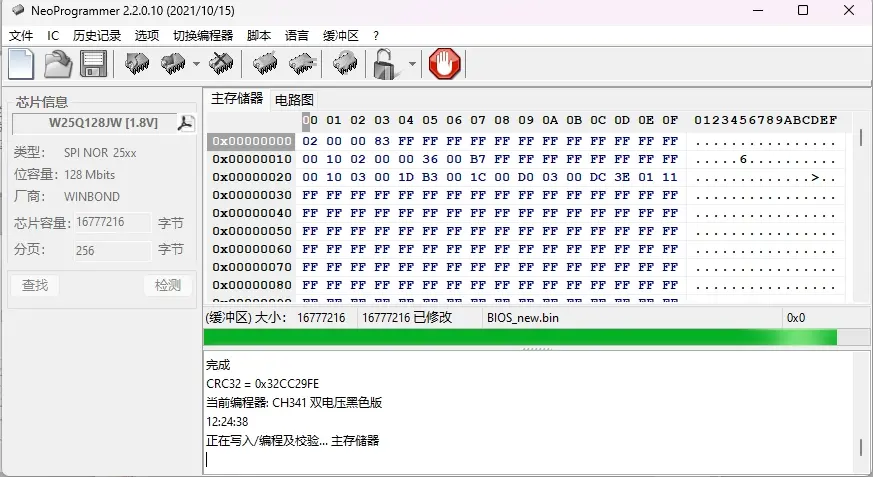 NeoProgrammer 2.2.0.10 (2021/10/15)
文件 IC 历史记录 选项 切换编程器 脚本 语言 缓冲区 ?
芯片信息
W25Q128JW [1.8V]
类型: SPI NOR 25xx
位容量: 128 Mbits
厂商: WINBOND
芯片容量: 16777216 字节
分页: 256 字节
查找 检测
主存储器 电路图
00 01 02 03 04 05 06 07 08 09 0A 0B 0C 0D 0E 0F 0123456789ABCDEF
0x00000000 02 00 00 83 FF FF FF FF FF FF FF FF FF FF FF FF ................
0x00000010 00 10 02 00 00 36 00 B7 FF FF FF FF FF FF FF FF .....6..........
0x00000020 00 10 03 00 1D B3 00 1C 00 D0 03 00 DC 3E 01 11 .............>..
0x00000030 FF FF FF FF FF FF FF FF FF FF FF FF FF FF FF FF ................
0x00000040 FF FF FF FF FF FF FF FF FF FF FF FF FF FF FF FF ................
0x00000050 FF FF FF FF FF FF FF FF FF FF FF FF FF FF FF FF ................
0x00000060 FF FF FF FF FF FF FF FF FF FF FF FF FF FF FF FF ................
0x00000070 FF FF FF FF FF FF FF FF FF FF FF FF FF FF FF FF ................
0x00000080 FF FF FF FF FF FF FF FF FF FF FF FF FF FF FF FF ................
(缓冲区) 大小: 16777216 16777216 已修改 BIOS_new.bin 0x0
完成
CRC32 = 0x32CC29FE
当前编程器: CH341 双电压黑色版
12:24:38
正在写入/编程及校验... 主存储器